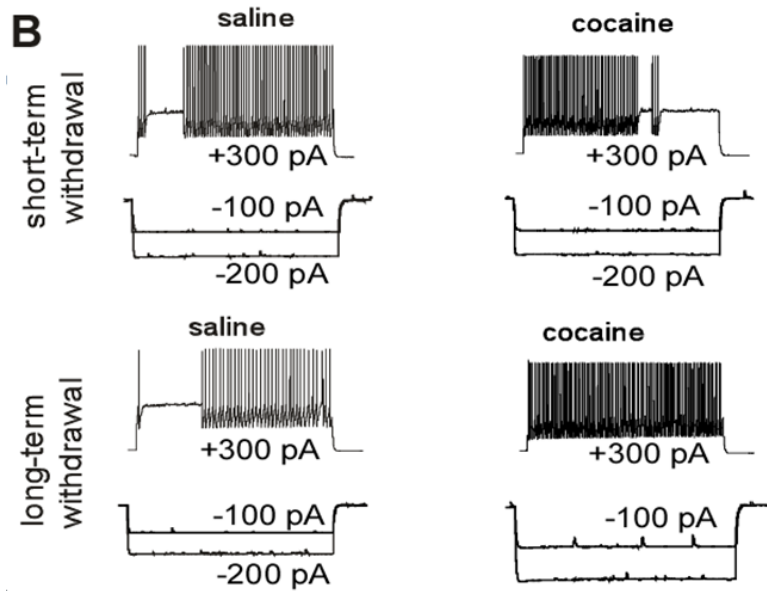 B
saline
cocaine
short-term
withdrawal
+300 pA
+300 pA
-100 pA
-100 pA
-200 pA
-200 pA
saline
cocaine
long-term
withdrawal
+300 pA
+300 pA
-100 pA
-100 pA
-200 pA